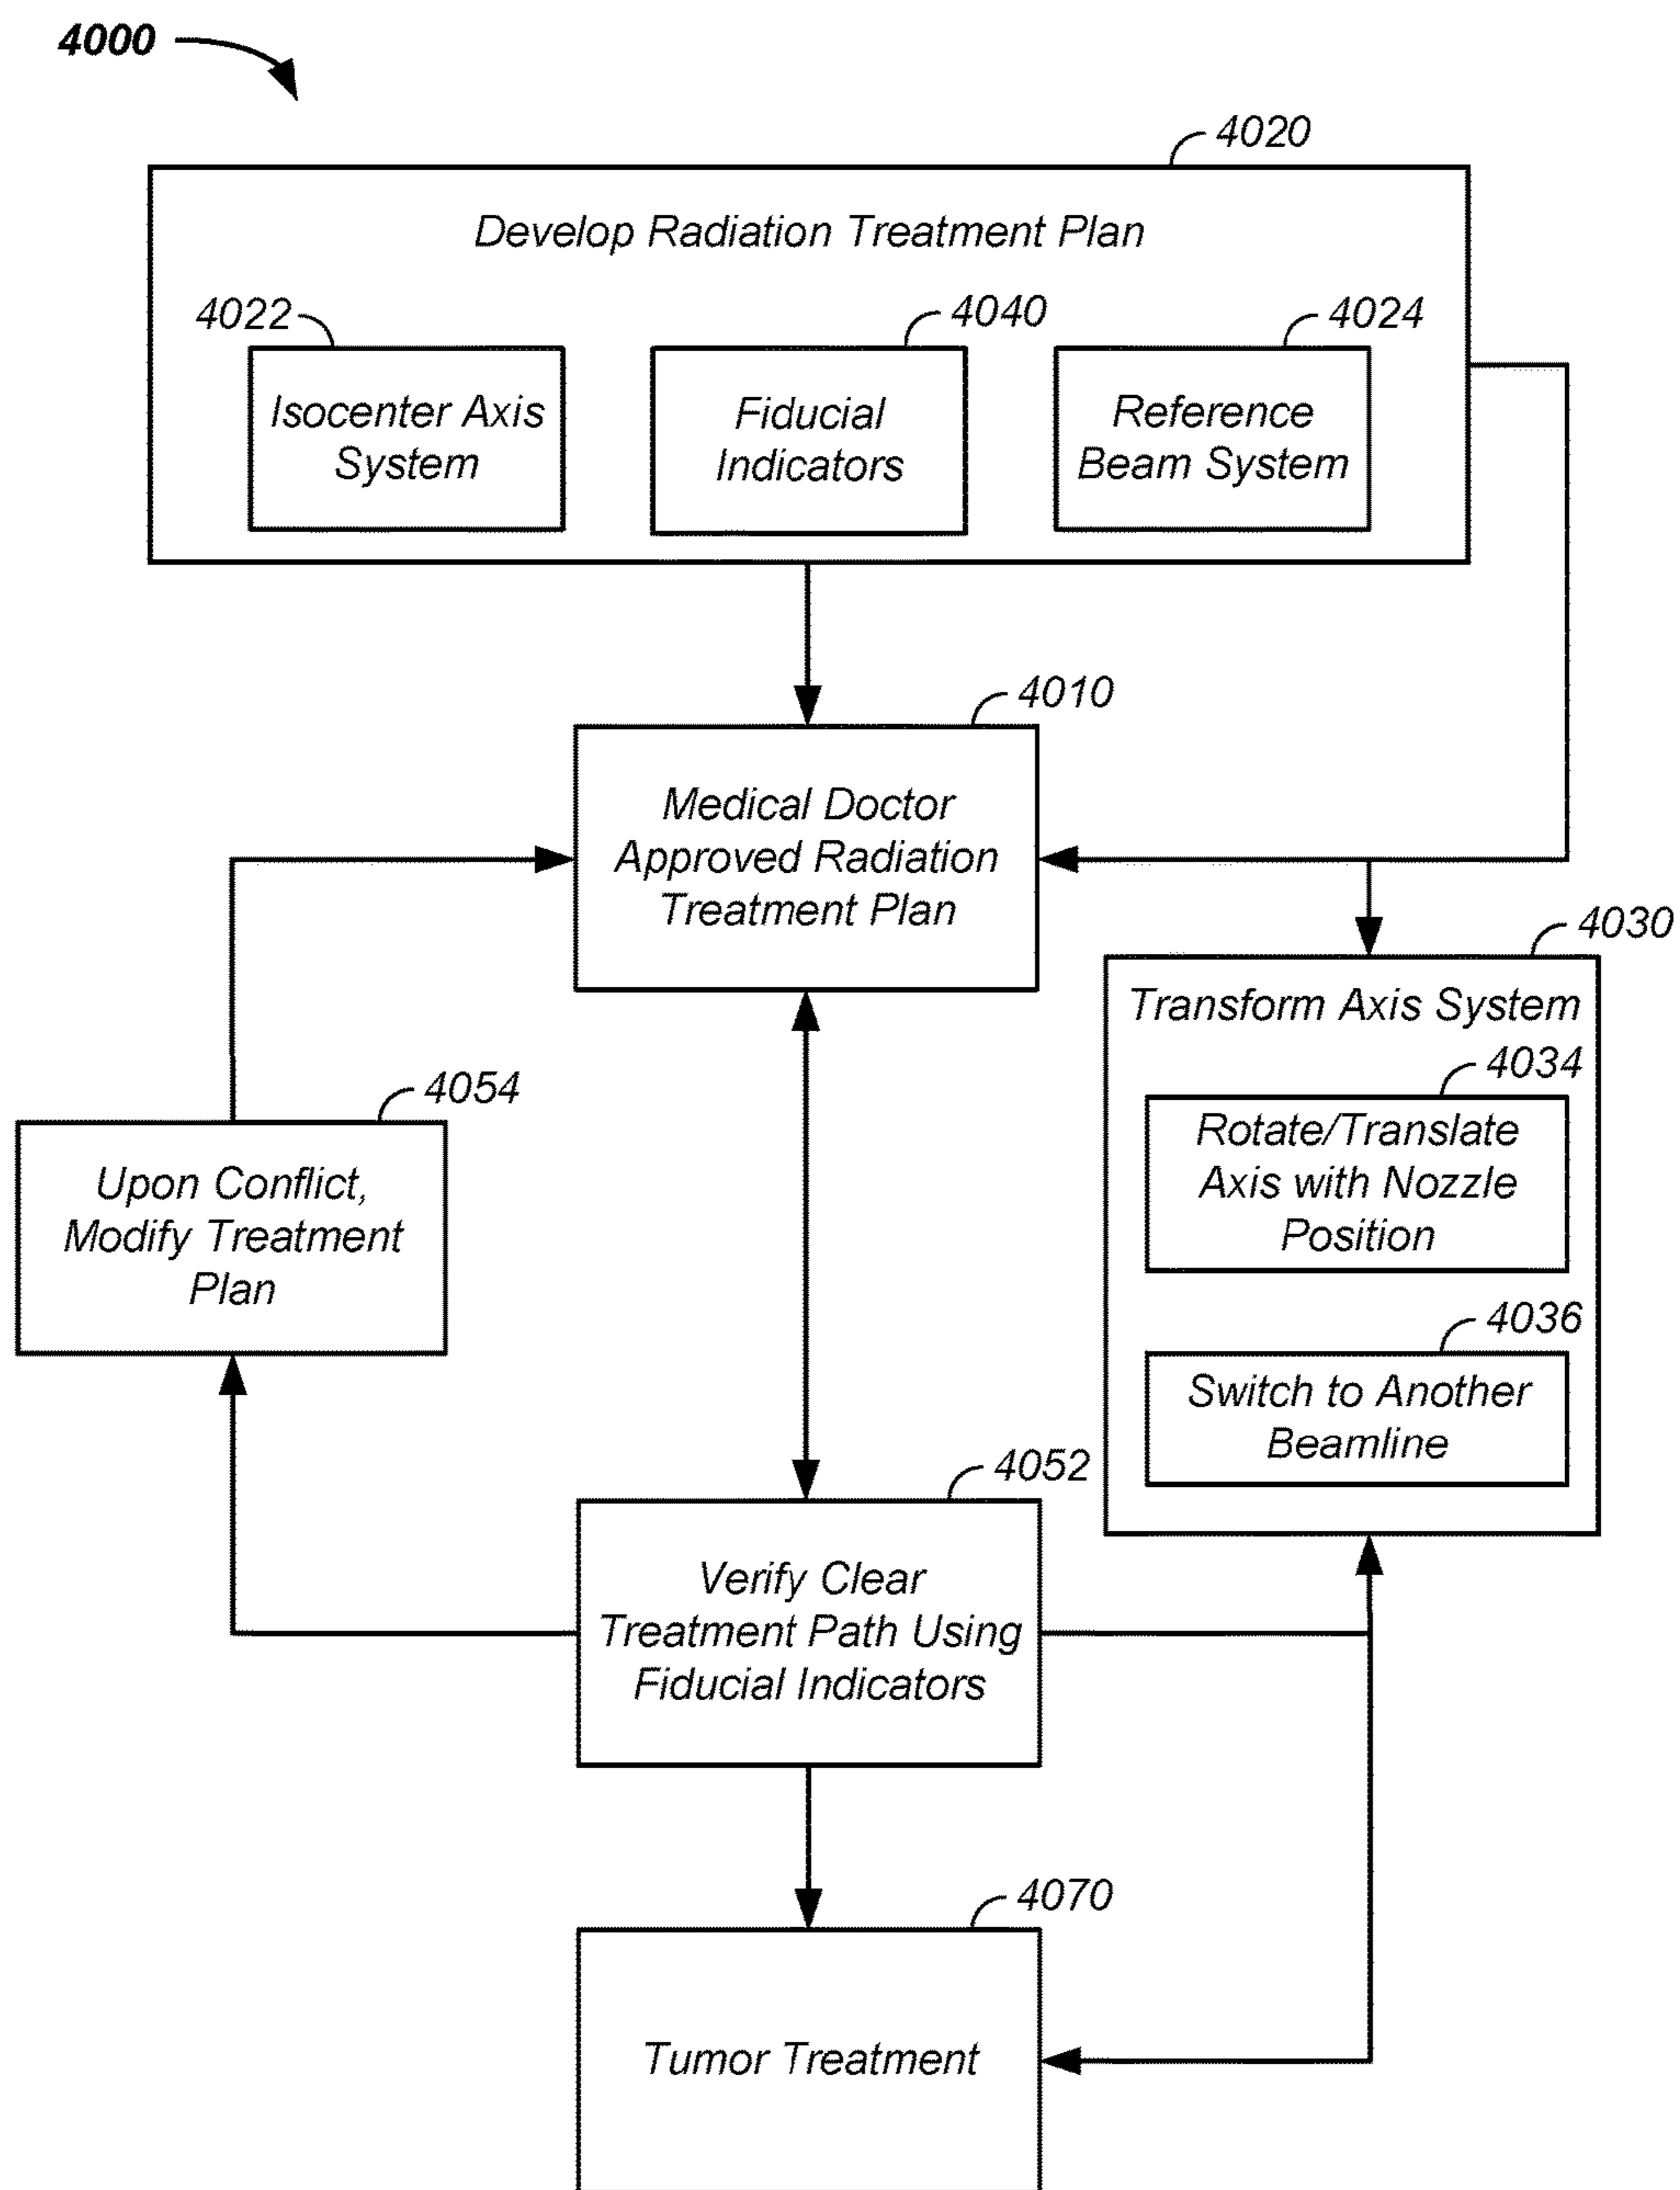 4000
4020
Develop Radiation Treatment Plan
4022
4040
4024
Isocenter Axis
System
Fiducial
Indicators
Reference
Beam System
4010
Medical Doctor
Approved Radiation
Treatment Plan
4030
Transform Axis System
4034
Rotate/Translate
Axis with Nozzle
Position
4054
Upon Conflict,
Modify Treatment
Plan
4036
Switch to Another
Beamline
4052
Verify Clear
Treatment Path Using
Fiducial Indicators
4070
Tumor Treatment